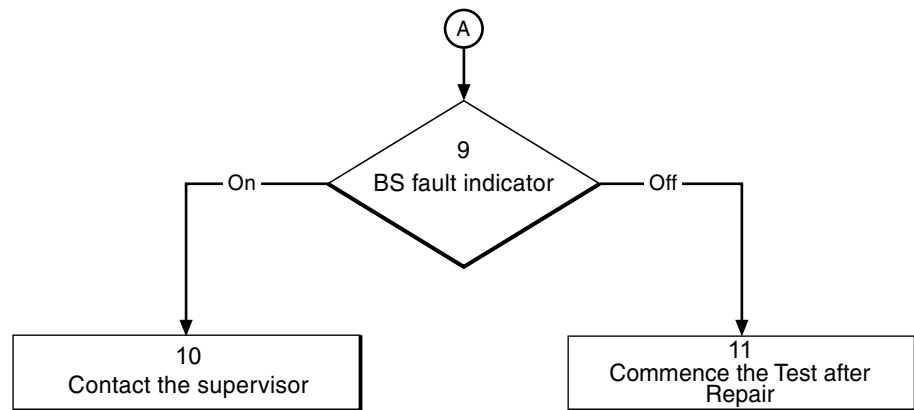 A
9
BS fault indicator
On
Off
10
Contact the supervisor
11
Commence the Test after
Repair